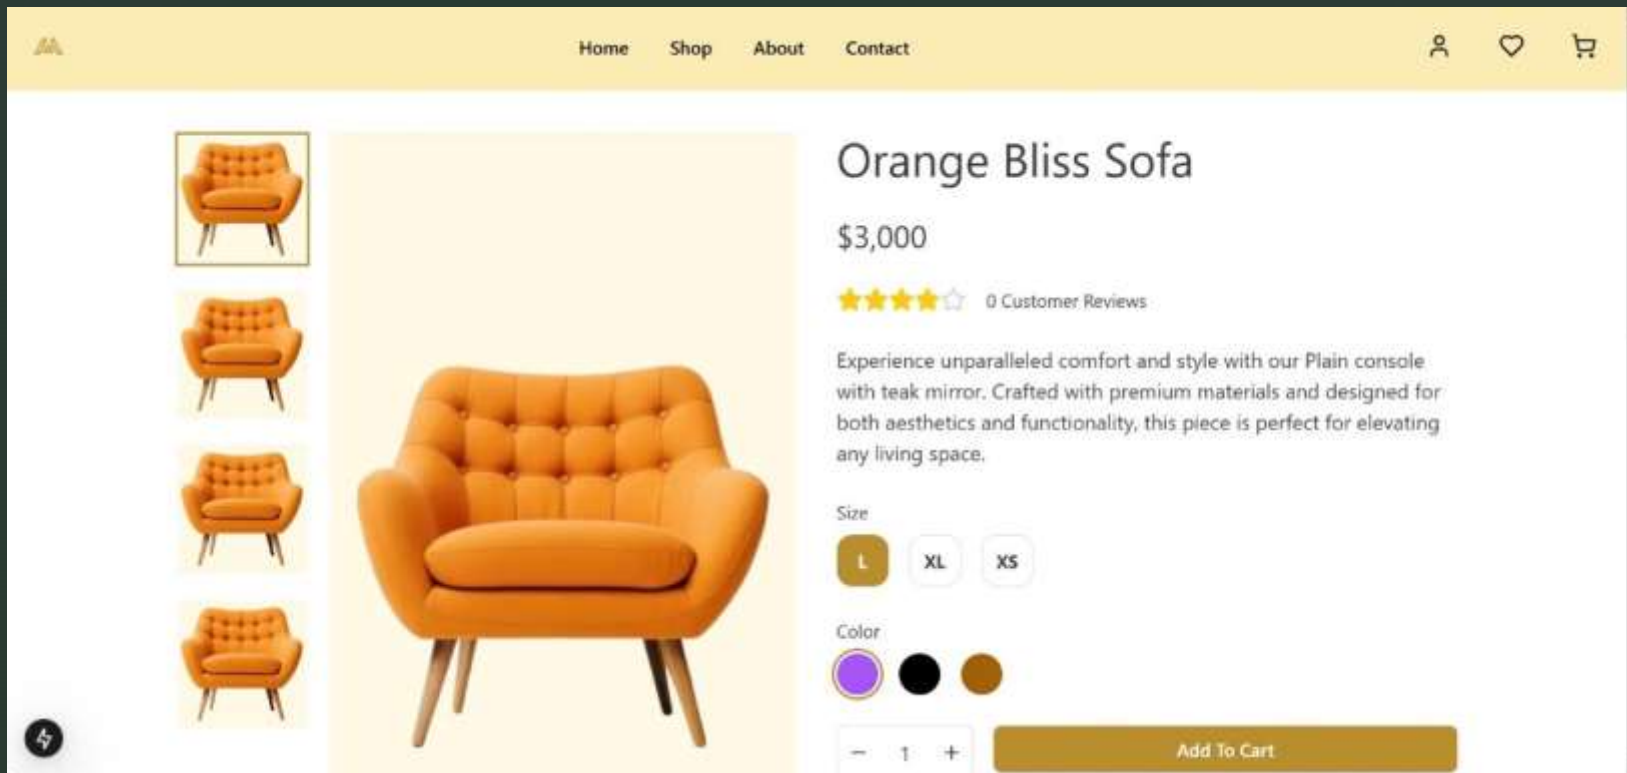 Home Shop About Contact
Orange Bliss Sofa
$3,000
0 Customer Reviews
Experience unparalleled comfort and style with our Plain console
with teak mirror. Crafted with premium materials and designed for
both aesthetics and functionality, this piece is perfect for elevating
any living space.
Size
L XL XS
Color
1 Add To Cart